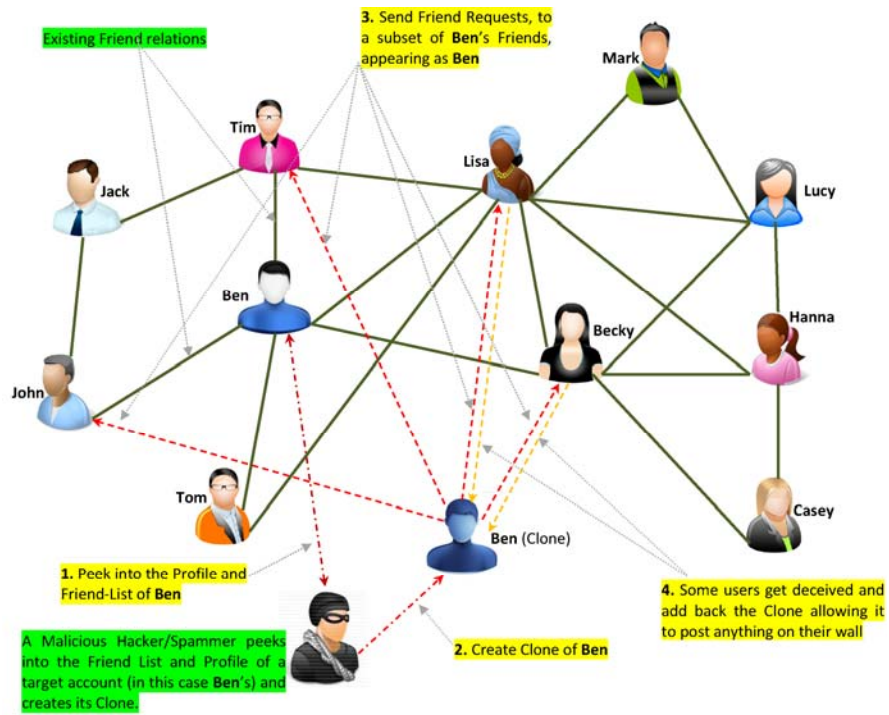 Existing Friend relations
3. Send Friend Requests, to
a subset of Ben's Friends,
appearing as Ben
Mark
Tim
Lisa
Jack
Lucy
Ben
Becky
Hanna
John
Tom
Ben (Clone)
Casey
1. Peek into the Profile and
Friend-List of Ben
4. Some users get deceived and
add back the Clone allowing it
to post anything on their wall
A Malicious Hacker/Spammer peeks
into the Friend List and Profile of a
target account (in this case Ben's) and
creates its Clone.
2. Create Clone of Ben